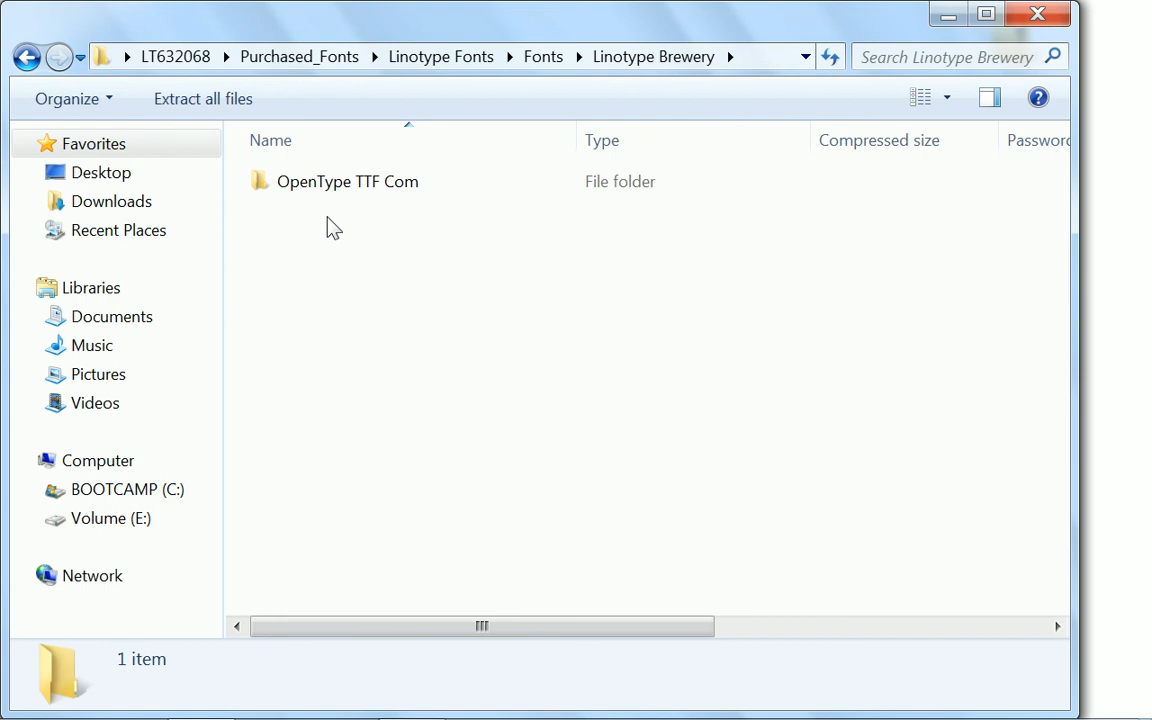 LT632068 Purchased_Fonts Linotype Fonts Fonts Linotype Brewery
Search Linotype Brewery
Organize Extract all files
Name Type Compressed size Password
OpenType TTF Com File folder
Favorites
Desktop
Downloads
Recent Places
Libraries
Documents
Music
Pictures
Videos
Computer
BOOTCAMP (C:)
Volume (E:)
Network
1 item